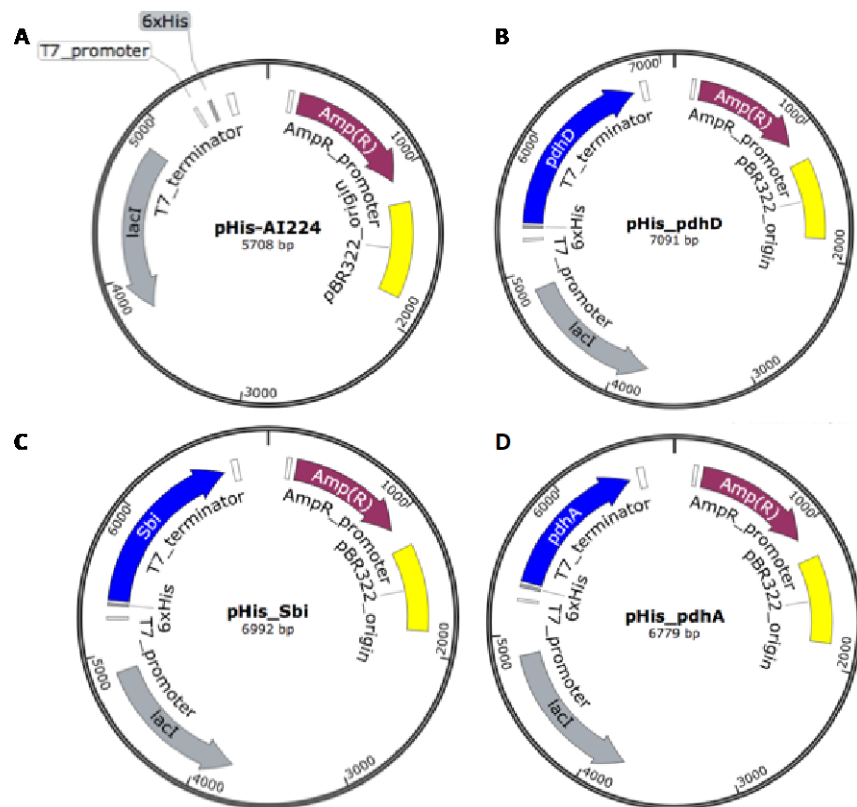 A
6xHis
T7_promoter
T7_terminator
Amp(R)
AmpR_promoter
pBR322_origin
lacI
pHis-AI224
5708 bp
1000
2000
3000
4000
5000
B
pdhD
T7_terminator
6xHis
T7_promoter
Amp(R)
AmpR_promoter
pBR322_origin
lacI
pHis_pdhD
7091 bp
1000
2000
3000
4000
5000
6000
7000
C
Sbi
T7_terminator
6xHis
T7_promoter
Amp(R)
AmpR_promoter
pBR322_origin
lacI
pHis_Sbi
6992 bp
1000
2000
3000
4000
5000
6000
D
pdhA
T7_terminator
6xHis
T7_promoter
Amp(R)
AmpR_promoter
pBR322_origin
lacI
pHis_pdhA
6779 bp
1000
2000
3000
4000
5000
6000